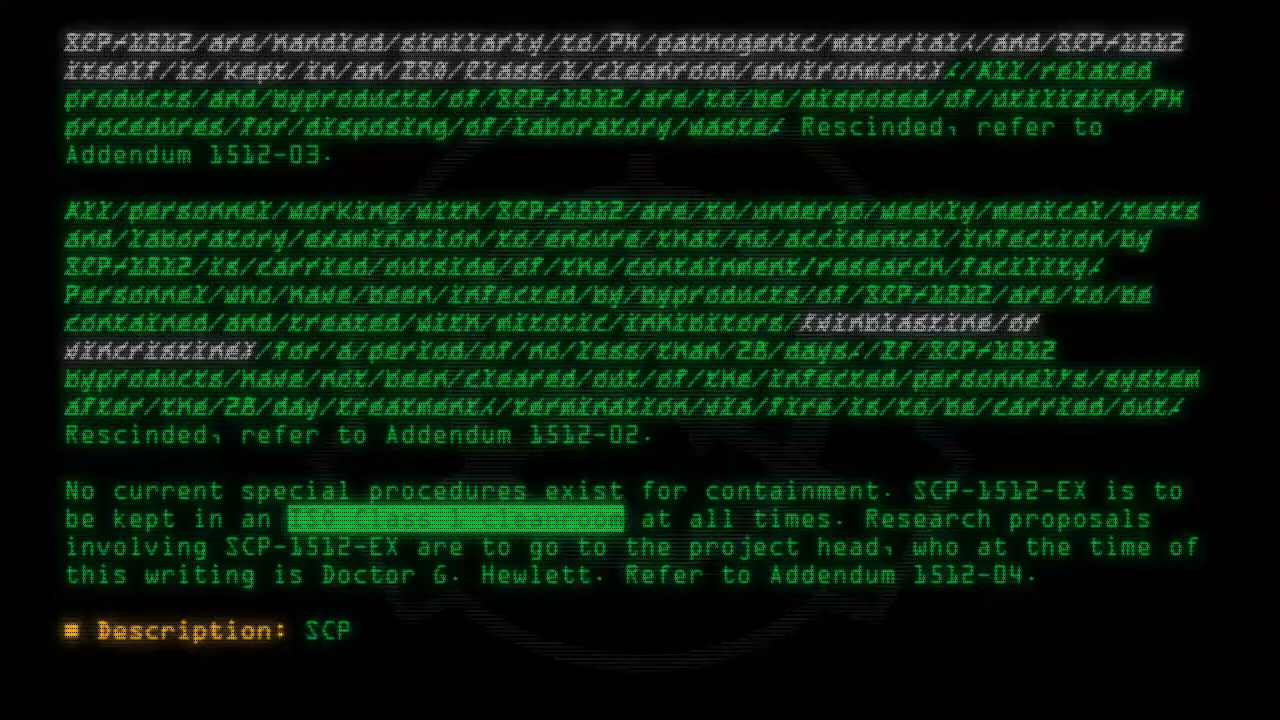 SCP-1512 are handled similarly to P4 pathogenic material, and SCP-1512
itself is kept in an ISO Class 1 cleanroom environment). All related
products and byproducts of SCP-1512 are to be disposed of utilizing P4
procedures for disposing of laboratory waste. Rescinded, refer to
Addendum 1512-03.
All personnel working with SCP-1512 are to undergo weekly medical tests
and laboratory examination to ensure that no accidental infection by
SCP-1512 is carried outside of the containment/research facility.
Personnel who have been infected by byproducts of SCP-1512 are to be
contained and treated with mitotic inhibitors (vinblastine or
vincristine) for a period of no less than 28 days. If SCP-1512
byproducts have not been cleared out of the infected personnel's system
after the 28 day treatment, termination via fire is to be carried out.
Rescinded, refer to Addendum 1512-02.
No current special procedures exist for containment. SCP-1512-EX is to
be kept in an ISO Class 1 cleanroom at all times. Research proposals
involving SCP-1512-EX are to go to the project head, who at the time of
this writing is Doctor G. Hewlett. Refer to Addendum 1512-04.
■ Description: SCP